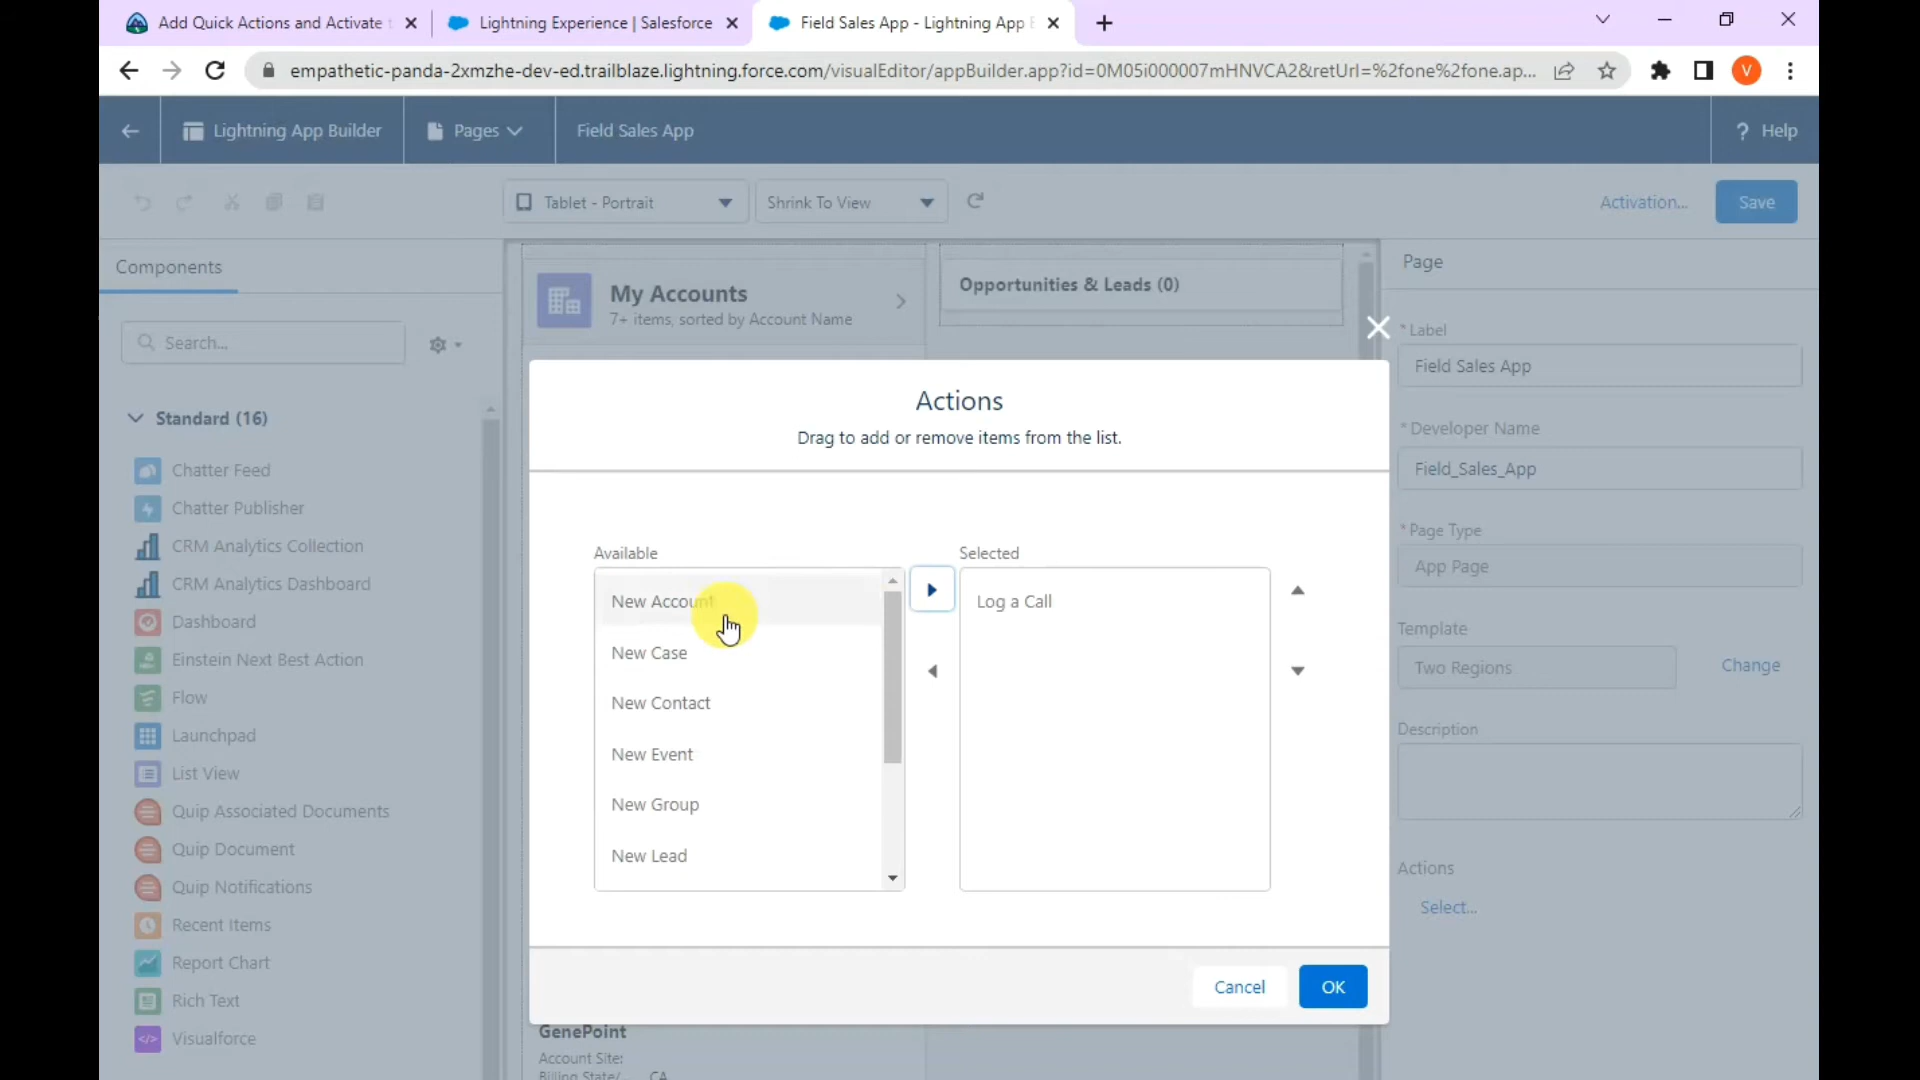 Add Quick Actions and Activate
Lightning Experience | Salesforce
Field Sales App - Lightning App
empathetic-panda-2xmzhe-dev-ed.trailblaze.lightning.force.com/visualEditor/appBuilder.app?id=0M05i000007mHNVCA2&retUrl=%2fone%2fone.ap...
V
Lightning App Builder
Pages
Field Sales App
? Help
Tablet - Portrait
Shrink To View
Activation...
Save
Components
Search...
Standard (16)
Chatter Feed
Chatter Publisher
CRM Analytics Collection
CRM Analytics Dashboard
Dashboard
Einstein Next Best Action
Flow
Launchpad
List View
Quip Associated Documents
Quip Document
Quip Notifications
Recent Items
Report Chart
Rich Text
Visualforce
My Accounts
7+ items, sorted by Account Name
Opportunities & Leads (0)
Actions
Drag to add or remove items from the list.
Available
New Account
New Case
New Contact
New Event
New Group
New Lead
Selected
Log a Call
Cancel
OK
GenePoint
Account Site:
Billing State/... CA
Page
* Label
Field Sales App
* Developer Name
Field_Sales_App
* Page Type
App Page
Template
Two Regions
Change
Description
Actions
Select...